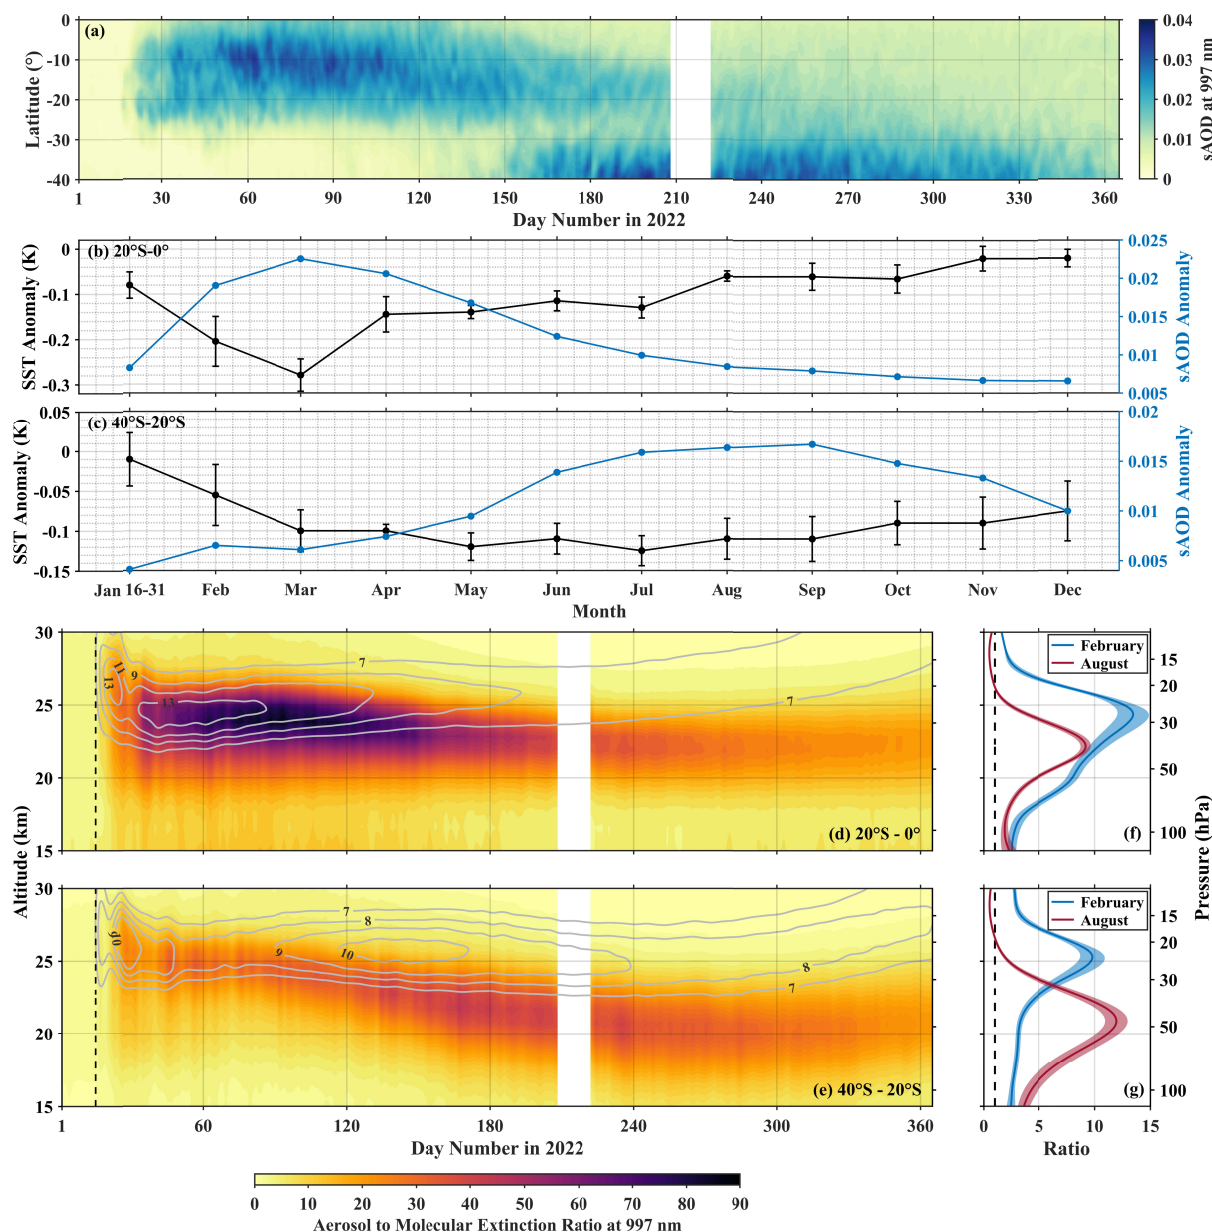 (a)
0
-10
-20
-30
-40
Latitude (°)
1 30 60 90 120 150 180 210 240 270 300 330 360
Day Number in 2022
0.04
0.03
0.02
0.01
0
sAOD at 997 nm
(b) 20°S-0°
0
-0.1
-0.2
-0.3
SST Anomaly (K)
0.025
0.02
0.015
0.01
0.005
sAOD Anomaly
(c) 40°S-20°S
0.05
0
-0.05
-0.1
-0.15
SST Anomaly (K)
0.02
0.015
0.01
0.005
sAOD Anomaly
Jan 16-31 Feb Mar Apr May Jun Jul Aug Sep Oct Nov Dec
Month
30
25
20
15
11
13
9
13
7
7
(d) 20°S - 0°
February
August
15
20
30
50
100
(f)
Altitude (km)
Pressure (hPa)
30
25
20
15
9
10
7
8
9
10
8
7
(e) 40°S - 20°S
1 60 120 180 240 300 360
Day Number in 2022
February
August
15
20
30
50
100
(g)
0 5 10 15
Ratio
0 10 20 30 40 50 60 70 80 90
Aerosol to Molecular Extinction Ratio at 997 nm